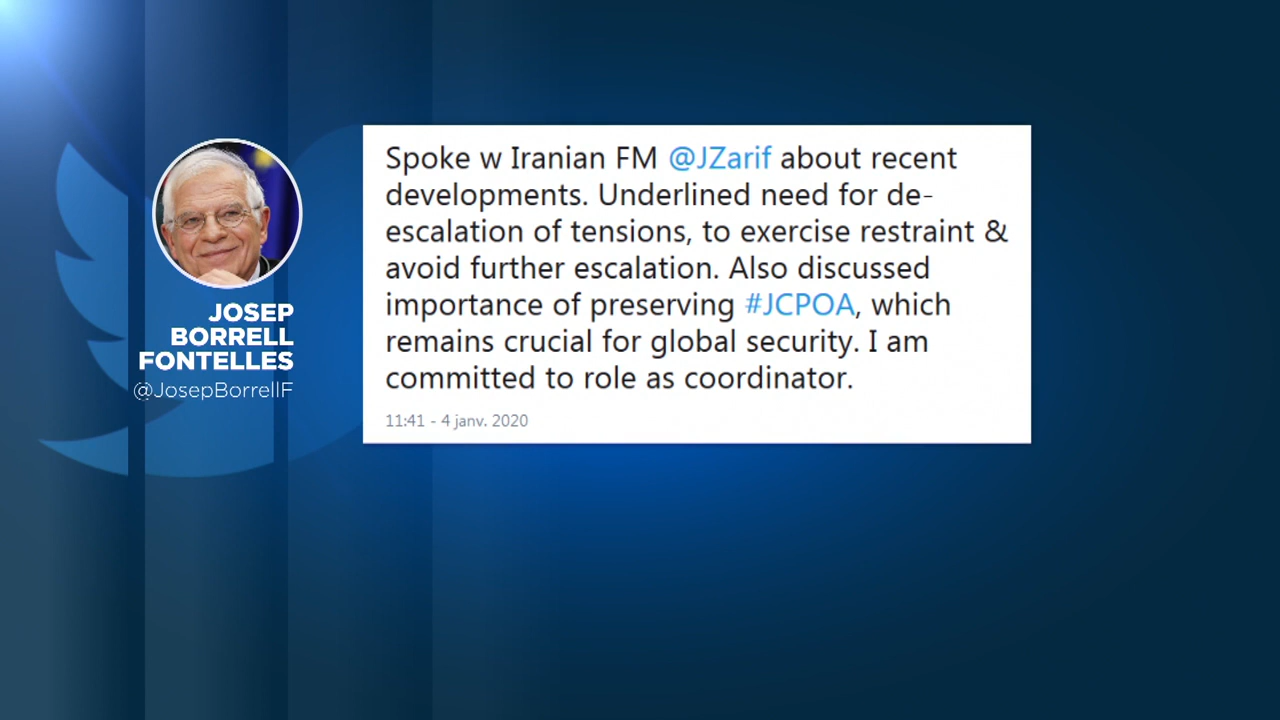 JOSEP
BORRELL
FONTELLES
@JosepBorrellF
Spoke w Iranian FM @JZarif about recent
developments. Underlined need for de-
escalation of tensions, to exercise restraint &
avoid further escalation. Also discussed
importance of preserving #JCPOA, which
remains crucial for global security. I am
committed to role as coordinator.
11:41 - 4 janv. 2020